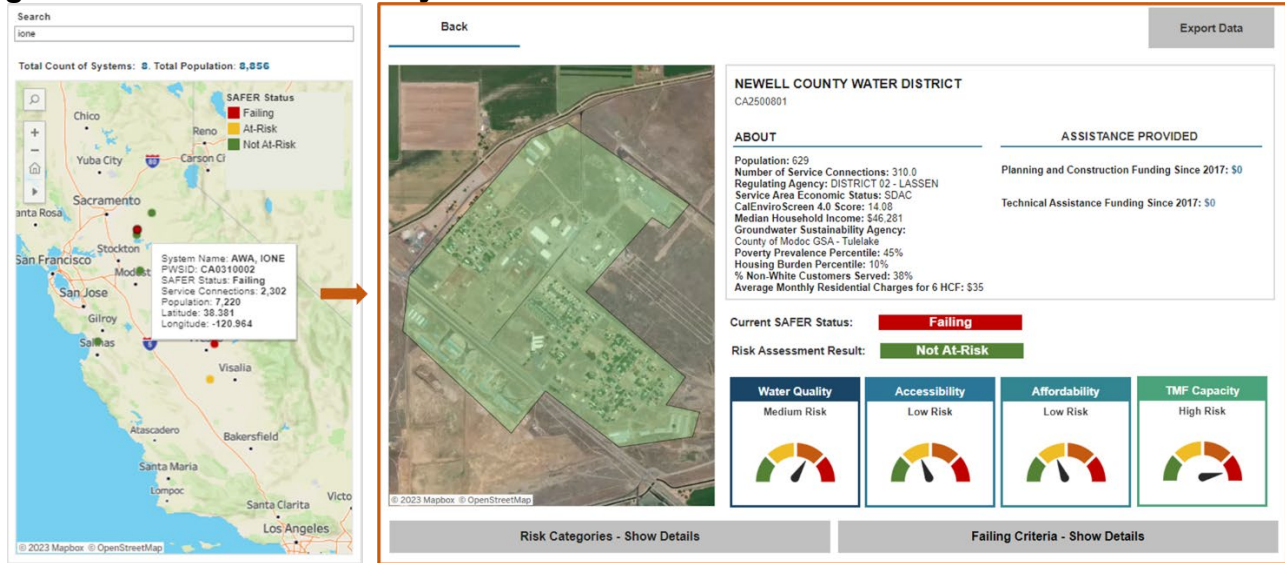 Search
ione
Total Count of Systems: 8. Total Population: 8,856
SAFER Status
Failing
At-Risk
Not At-Risk
Chico
Reno
Yuba City
80
Carson Ci
Sacramento
anta Rosa
Stockton
San Francisco
Modest
San Jose
Gilroy
Salinas
5
Visalia
Atascadero
Bakersfield
Santa Maria
Lompoc
Santa Clarita
Victo
Los Angeles
System Name: AWA, IONE
PWSID: CA0310002
SAFER Status: Failing
Service Connections: 2,302
Population: 7,220
Latitude: 38.381
Longitude: -120.964
© 2023 Mapbox © OpenStreetMap
Back
Export Data
© 2023 Mapbox © OpenStreetMap
NEWELL COUNTY WATER DISTRICT
CA2500801
ABOUT
Population: 629
Number of Service Connections: 310.0
Regulating Agency: DISTRICT 02 - LASSEN
Service Area Economic Status: SDAC
CalEnviroScreen 4.0 Score: 14.08
Median Household Income: $46,281
Groundwater Sustainability Agency:
County of Modoc GSA - Tulelake
Poverty Prevalence Percentile: 45%
Housing Burden Percentile: 10%
% Non-White Customers Served: 38%
Average Monthly Residential Charges for 6 HCF: $35
ASSISTANCE PROVIDED
Planning and Construction Funding Since 2017: $0
Technical Assistance Funding Since 2017: $0
Current SAFER Status: Failing
Risk Assessment Result: Not At-Risk
Water Quality
Medium Risk
Accessibility
Low Risk
Affordability
Low Risk
TMF Capacity
High Risk
Risk Categories - Show Details
Failing Criteria - Show Details